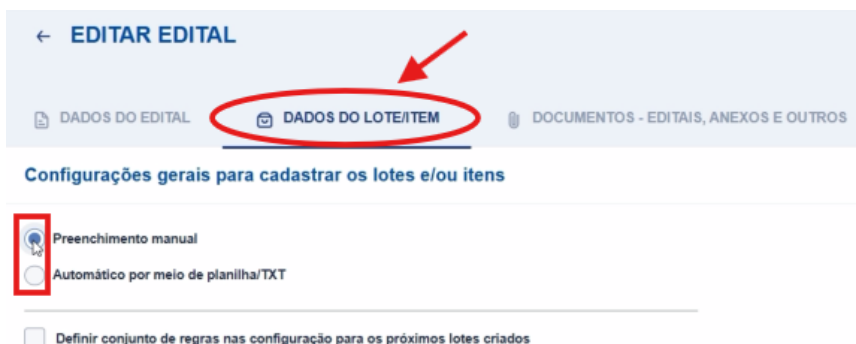 ← EDITAR EDITAL
DADOS DO EDITAL DADOS DO LOTE/ITEM DOCUMENTOS - EDITAIS, ANEXOS E OUTROS
Configurações gerais para cadastrar os lotes e/ou itens
Preenchimento manual
Automático por meio de planilha/TXT
Definir conjunto de regras nas configuração para os próximos lotes criados